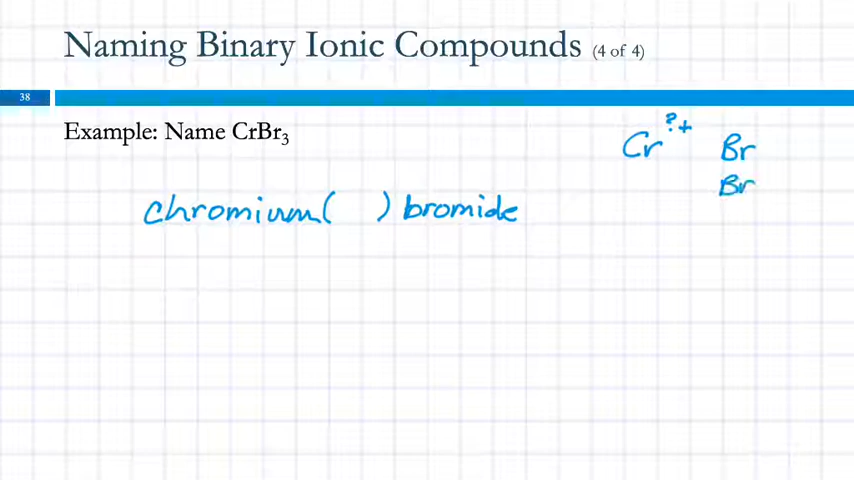 Naming Binary Ionic Compounds (4 of 4)
38
Example: Name CrBr₃
Cr?+ Br
Br
chromium( ) bromide